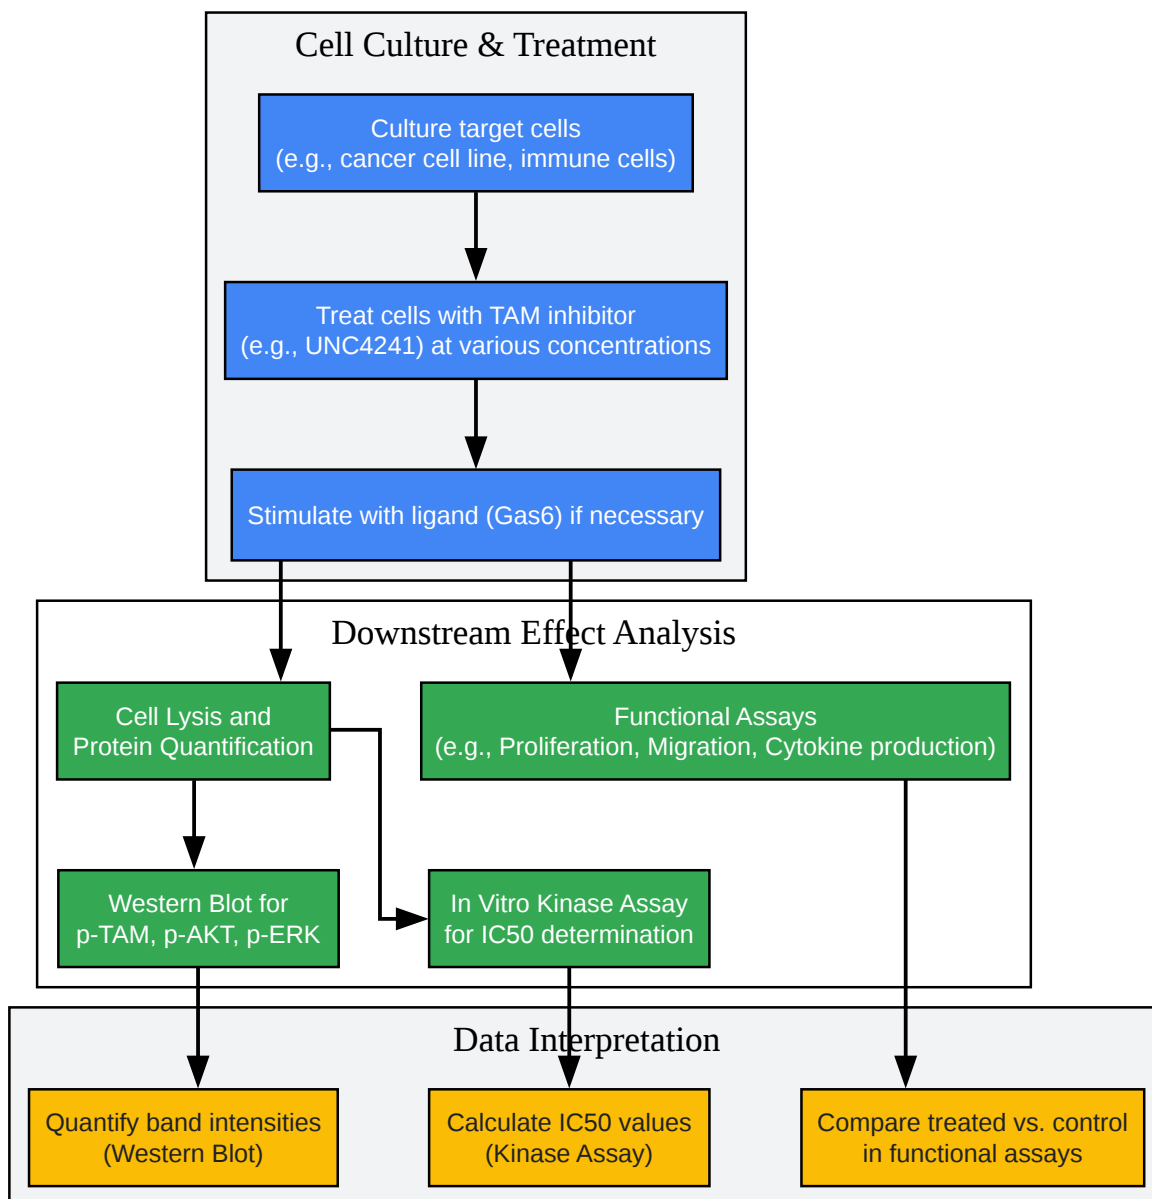 Cell Culture & Treatment
Culture target cells
(e.g., cancer cell line, immune cells)
Treat cells with TAM inhibitor
(e.g., UNC4241) at various concentrations
Stimulate with ligand (Gas6) if necessary
Downstream Effect Analysis
Cell Lysis and
Protein Quantification
Functional Assays
(e.g., Proliferation, Migration, Cytokine production)
Western Blot for
p-TAM, p-AKT, p-ERK
In Vitro Kinase Assay
for IC50 determination
Data Interpretation
Quantify band intensities
(Western Blot)
Calculate IC50 values
(Kinase Assay)
Compare treated vs. control
in functional assays